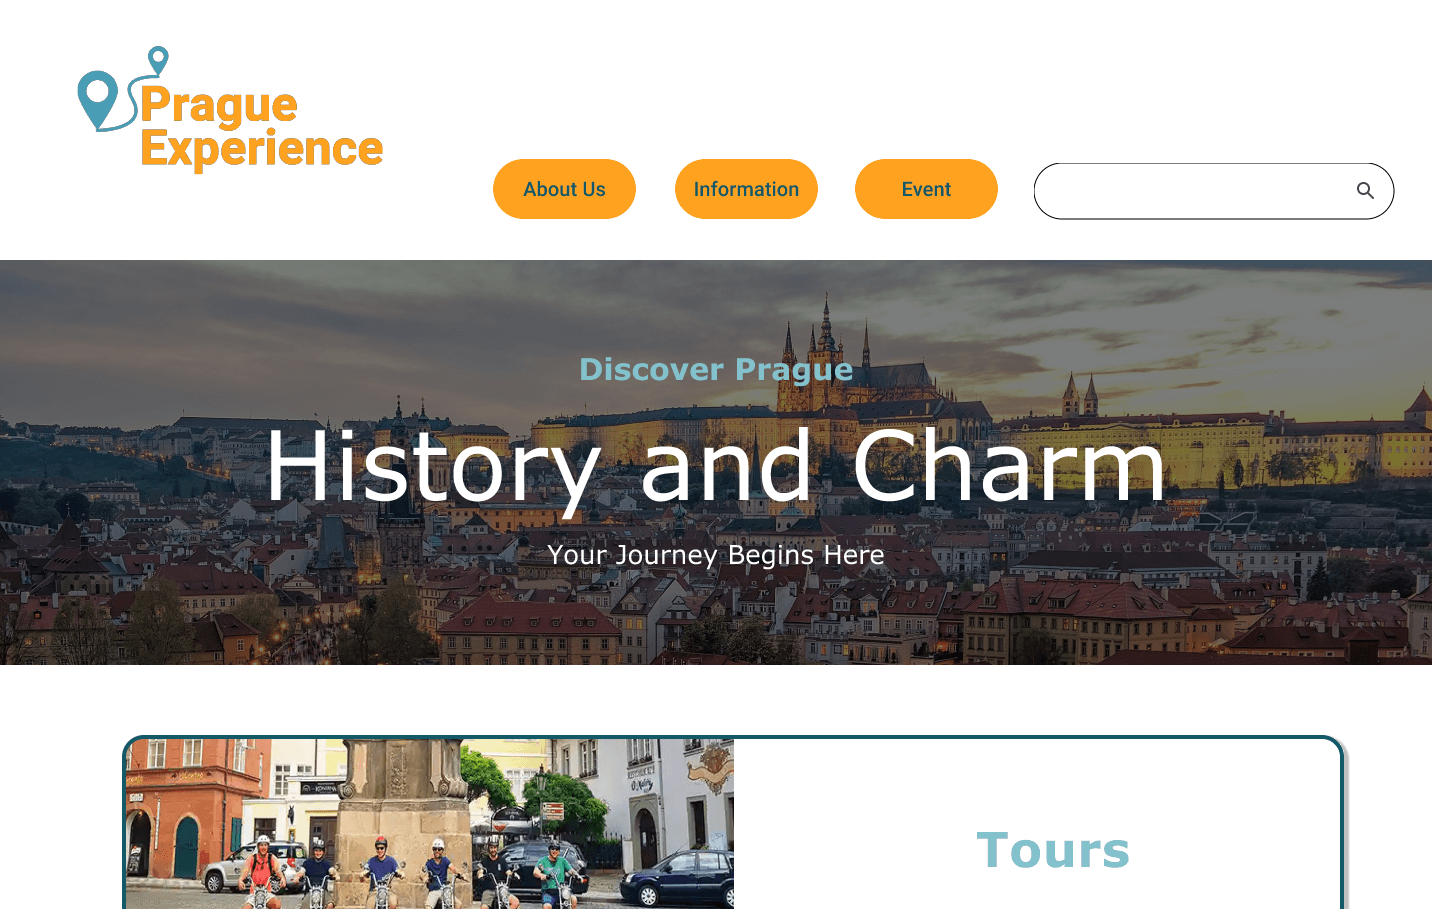 Prague
Experience
About Us
Information
Event
Discover Prague
History and Charm
Your Journey Begins Here
Tours